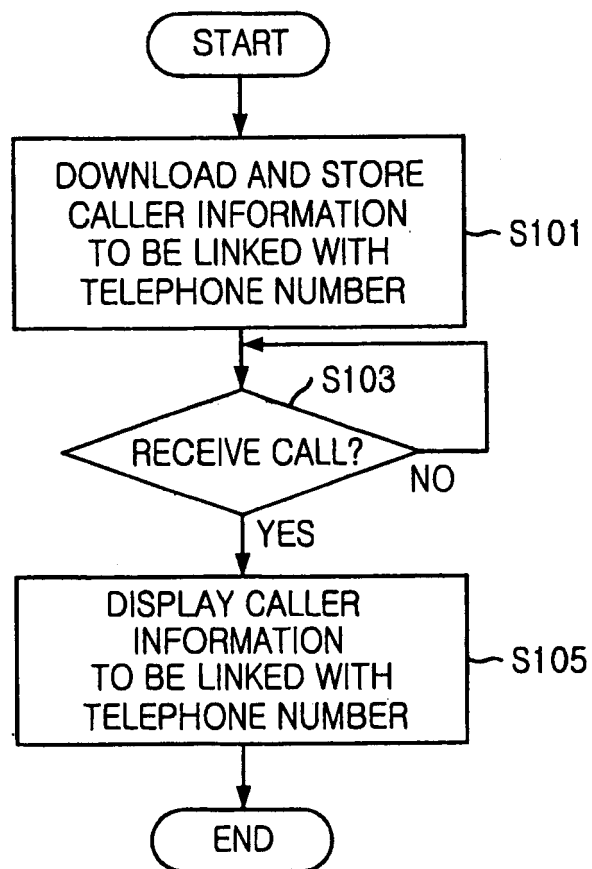 START
DOWNLOAD AND STORE
CALLER INFORMATION
TO BE LINKED WITH
TELEPHONE NUMBER
S101
S103
RECEIVE CALL?
NO
YES
DISPLAY CALLER
INFORMATION
TO BE LINKED WITH
TELEPHONE NUMBER
S105
END